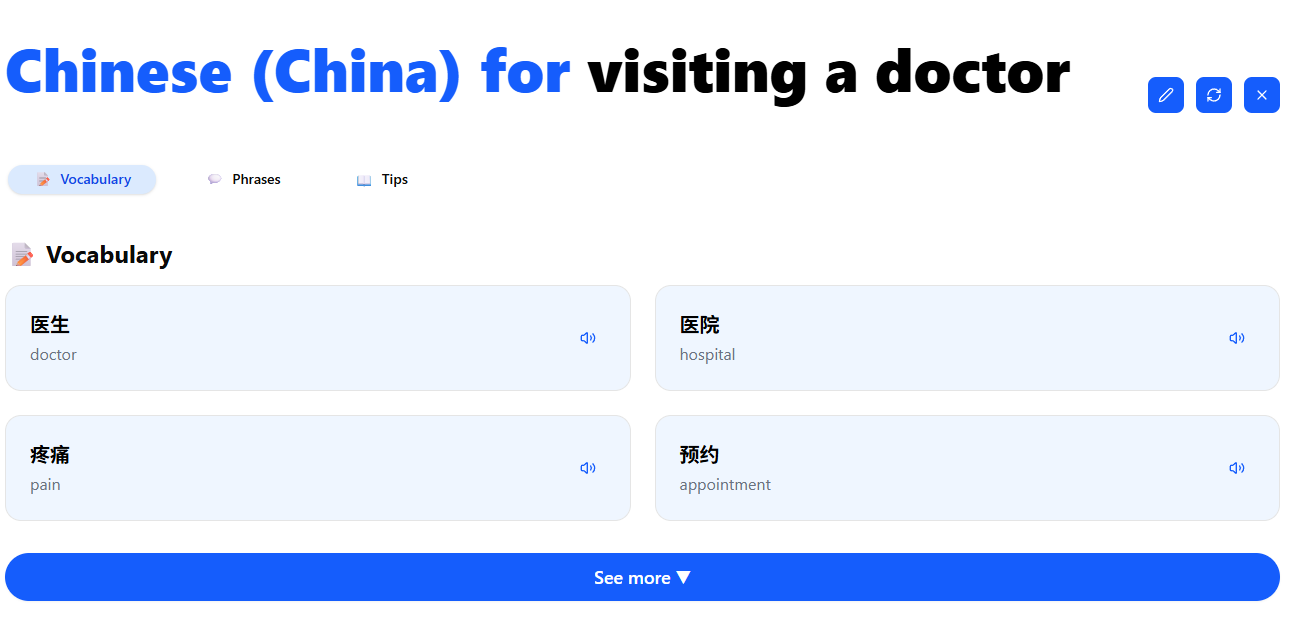 Chinese (China) for visiting a doctor
Vocabulary
Phrases
Tips
Vocabulary
医生
doctor
医院
hospital
疼痛
pain
预约
appointment
See more ▼